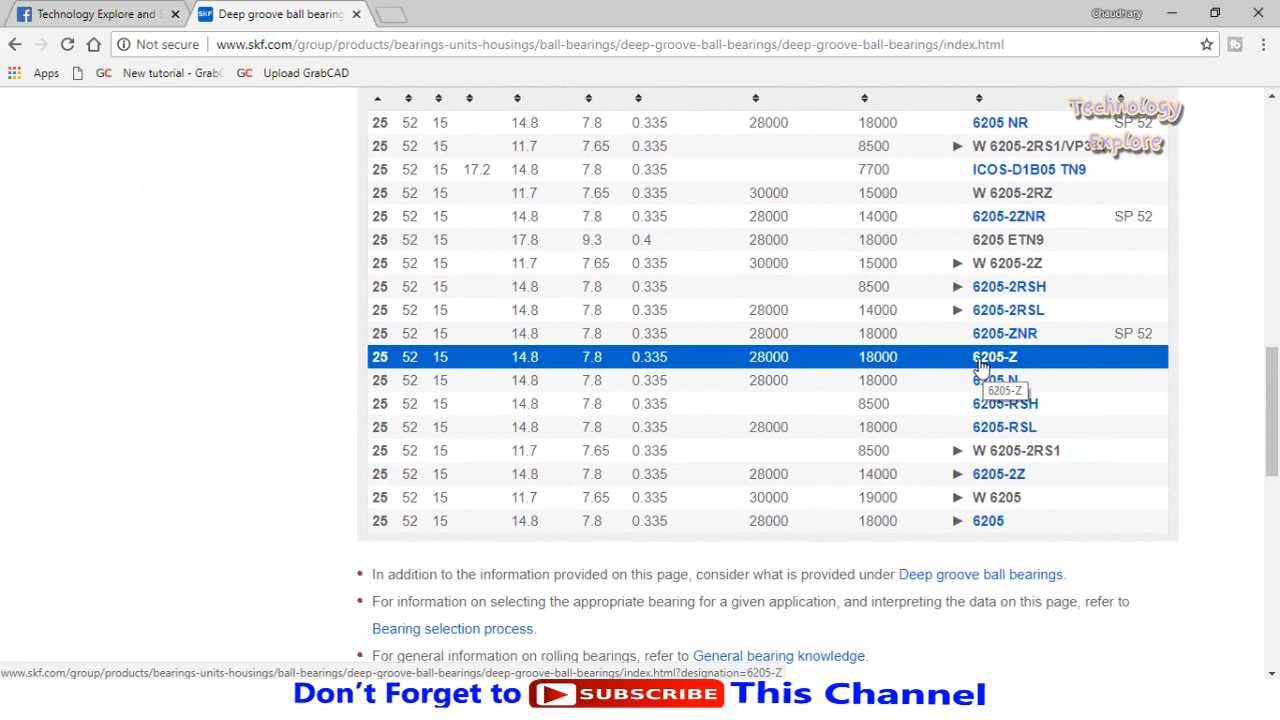 Technology Explore and
Deep groove ball bearing
Chaudhary
Not secure www.skf.com/group/products/bearings-units-housings/ball-bearings/deep-groove-ball-bearings/deep-groove-ball-bearings/index.html
Apps GC New tutorial - GrabC GC Upload GrabCAD
Technology
Explore
25 52 15 14.8 7.8 0.335 28000 18000 6205 NR SP 52
25 52 15 11.7 7.65 0.335 8500 ▶ W 6205-2RS1/
25 52 15 17.2 14.8 7.8 0.335 7700 ICOS-D1B05 TN9
25 52 15 11.7 7.65 0.335 30000 15000 W 6205-2RZ
25 52 15 14.8 7.8 0.335 28000 14000 6205-2ZNR SP 52
25 52 15 17.8 9.3 0.4 28000 18000 6205 ETN9
25 52 15 11.7 7.65 0.335 30000 15000 ▶ W 6205-2Z
25 52 15 14.8 7.8 0.335 8500 ▶ 6205-2RSH
25 52 15 14.8 7.8 0.335 28000 14000 ▶ 6205-2RSL
25 52 15 14.8 7.8 0.335 28000 18000 6205-ZNR SP 52
25 52 15 14.8 7.8 0.335 28000 18000 6205-Z
25 52 15 14.8 7.8 0.335 28000 18000 6205 N
6205-Z
25 52 15 14.8 7.8 0.335 8500 6205-RSH
25 52 15 14.8 7.8 0.335 28000 18000 6205-RSL
25 52 15 11.7 7.65 0.335 8500 ▶ W 6205-2RS1
25 52 15 14.8 7.8 0.335 28000 14000 ▶ 6205-2Z
25 52 15 11.7 7.65 0.335 30000 19000 ▶ W 6205
25 52 15 14.8 7.8 0.335 28000 18000 ▶ 6205
• In addition to the information provided on this page, consider what is provided under Deep groove ball bearings.
• For information on selecting the appropriate bearing for a given application, and interpreting the data on this page, refer to
Bearing selection process.
• For general information on rolling bearings, refer to General bearing knowledge.
www.skf.com/group/products/bearings-units-housings/ball-bearings/deep-groove-ball-bearings/deep-groove-ball-bearings/index.html?designation=6205-Z
Don't Forget to SUBSCRIBE This Channel